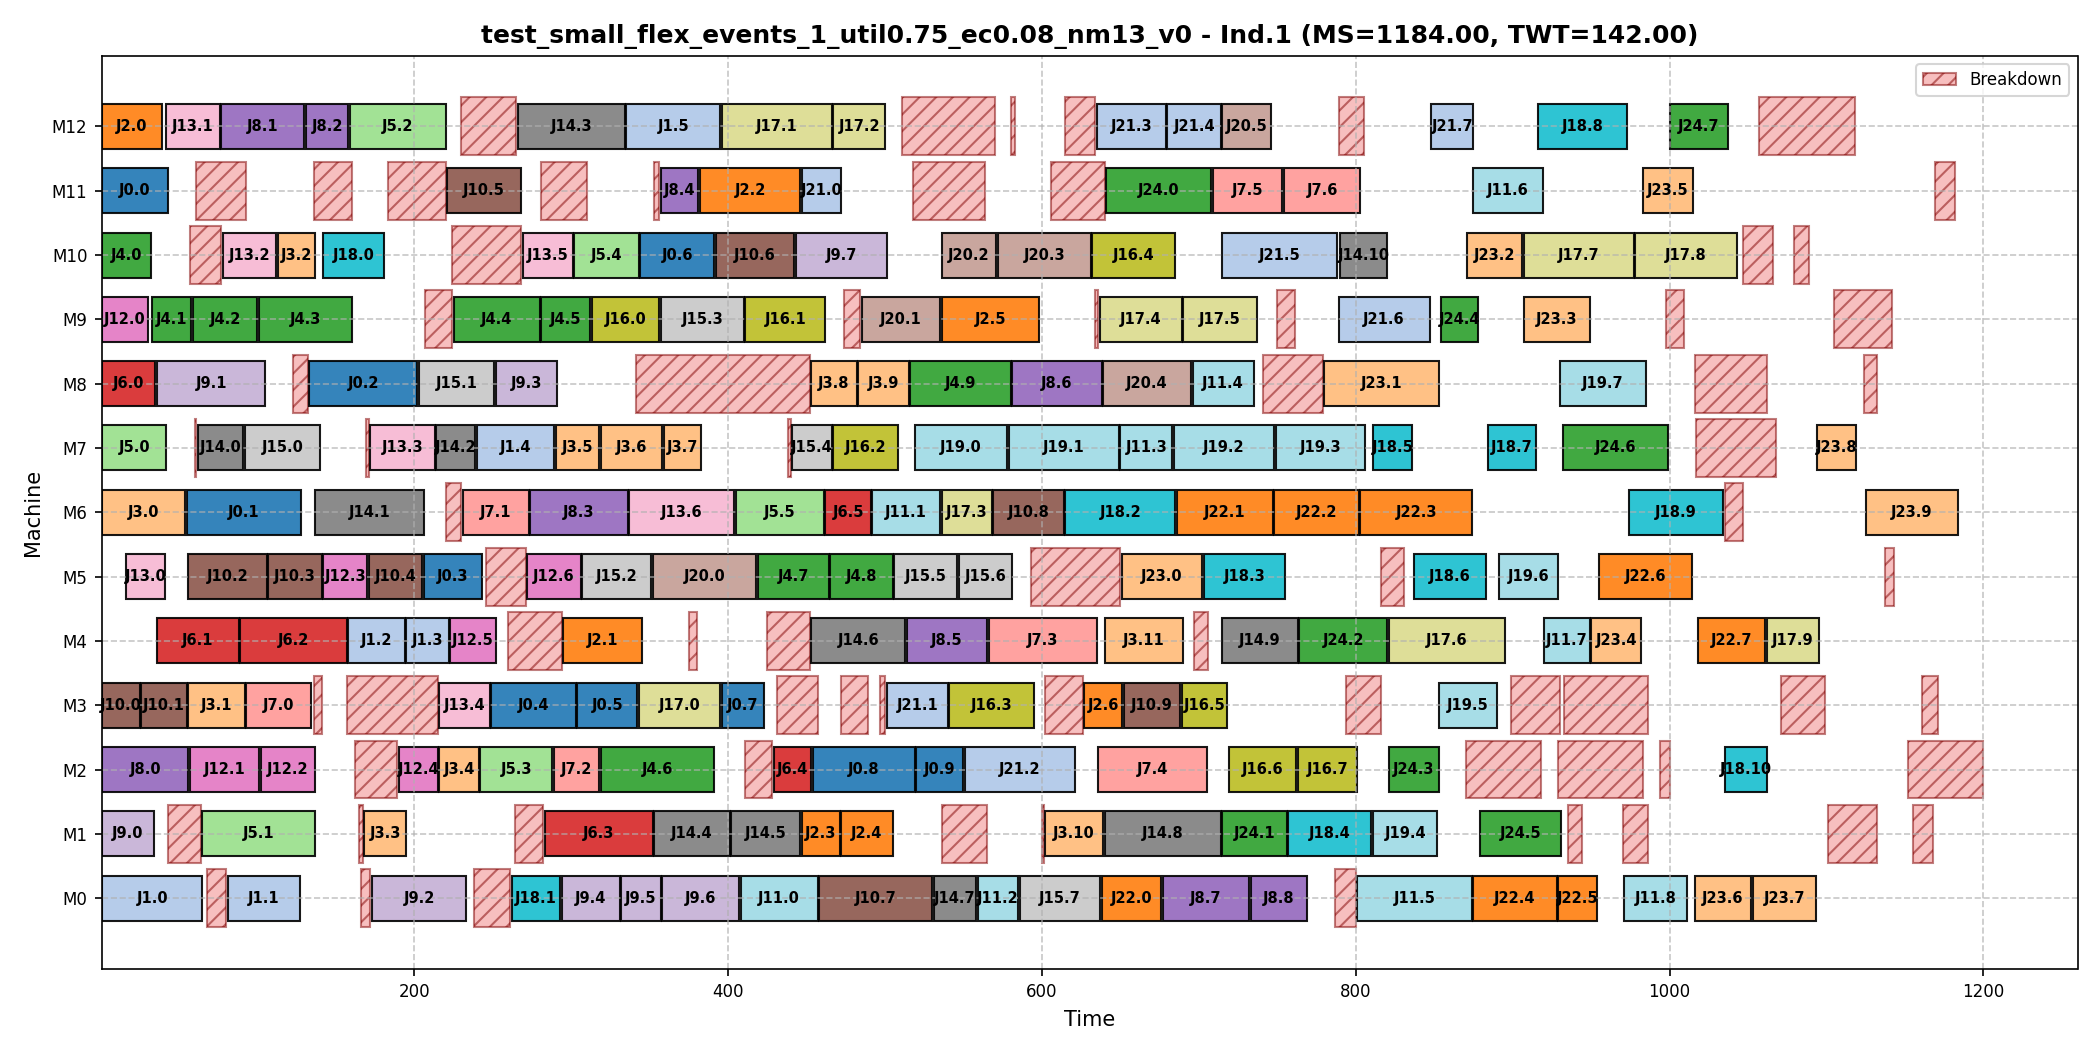 test_small_flex_events_1_util0.75_ec0.08_nm13_v0 - Ind.1 (MS=1184.00, TWT=142.00)
Breakdown
M12 J2.0 J13.1 J8.1 J8.2 J5.2 J14.3 J1.5 J17.1 J17.2 J21.3 J21.4 J20.5 J21.7 J18.8 J24.7
M11 J0.0 J10.5 J8.4 J2.2 J21.0 J24.0 J7.5 J7.6 J11.6 J23.5
M10 J4.0 J13.2 J3.2 J18.0 J13.5 J5.4 J0.6 J10.6 J9.7 J20.2 J20.3 J16.4 J21.5 J14.10 J23.2 J17.7 J17.8
M9 J12.0 J4.1 J4.2 J4.3 J4.4 J4.5 J16.0 J15.3 J16.1 J20.1 J2.5 J17.4 J17.5 J21.6 J24.4 J23.3
M8 J6.0 J9.1 J0.2 J15.1 J9.3 J3.8 J3.9 J4.9 J8.6 J20.4 J11.4 J23.1 J19.7
M7 J5.0 J14.0 J15.0 J13.3 J14.2 J1.4 J3.5 J3.6 J3.7 J15.4 J16.2 J19.0 J19.1 J11.3 J19.2 J19.3 J18.5 J18.7 J24.6 J23.8
M6 J3.0 J0.1 J14.1 J7.1 J8.3 J13.6 J5.5 J6.5 J11.1 J17.3 J10.8 J18.2 J22.1 J22.2 J22.3 J18.9 J23.9
M5 J13.0 J10.2 J10.3 J12.3 J10.4 J0.3 J12.6 J15.2 J20.0 J4.7 J4.8 J15.5 J15.6 J23.0 J18.3 J18.6 J19.6 J22.6
M4 J6.1 J6.2 J1.2 J1.3 J12.5 J2.1 J14.6 J8.5 J7.3 J3.11 J14.9 J24.2 J17.6 J11.7 J23.4 J22.7 J17.9
M3 J10.0 J10.1 J3.1 J7.0 J13.4 J0.4 J0.5 J17.0 J0.7 J21.1 J16.3 J2.6 J10.9 J16.5 J19.5
M2 J8.0 J12.1 J12.2 J12.4 J3.4 J5.3 J7.2 J4.6 J6.4 J0.8 J0.9 J21.2 J7.4 J16.6 J16.7 J24.3 J18.10
M1 J9.0 J5.1 J3.3 J6.3 J14.4 J14.5 J2.3 J2.4 J3.10 J14.8 J24.1 J18.4 J19.4 J24.5
M0 J1.0 J1.1 J9.2 J18.1 J9.4 J9.5 J9.6 J11.0 J10.7 J14.7 J11.2 J15.7 J22.0 J8.7 J8.8 J11.5 J22.4 J22.5 J11.8 J23.6 J23.7
Machine
200 400 600 800 1000 1200
Time